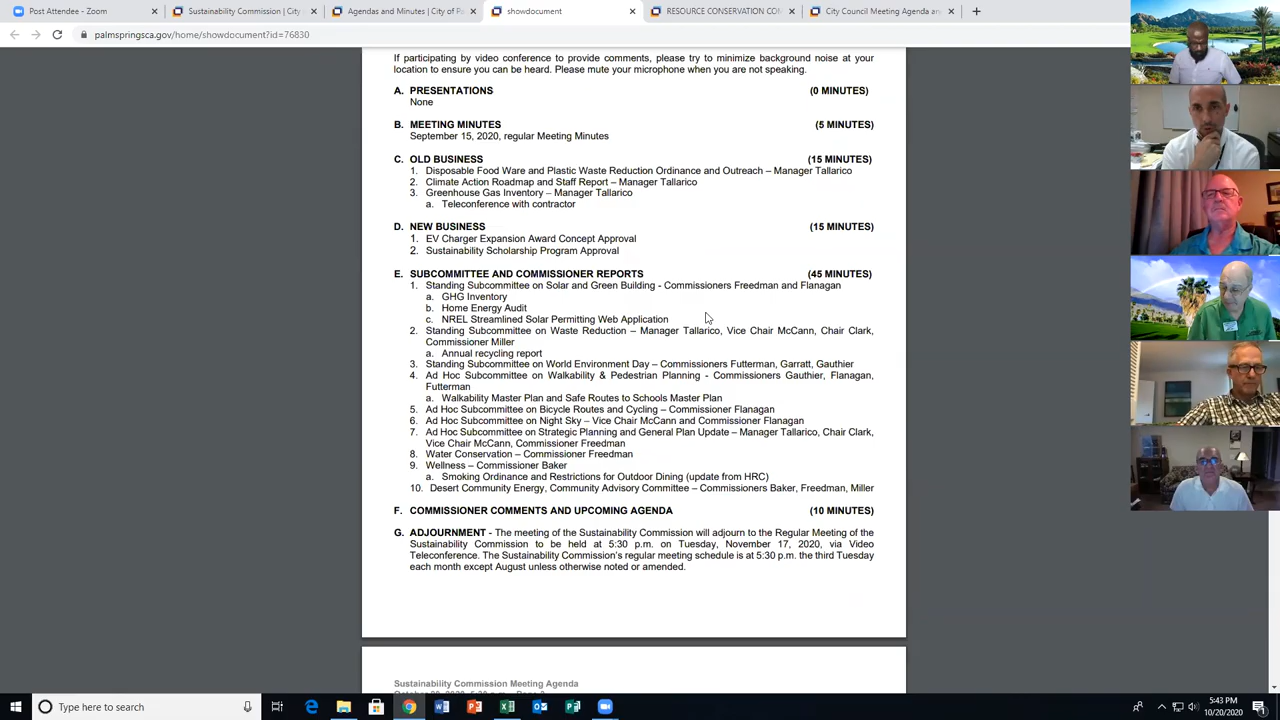 Post Attendee - Zoom
Sustainability Commission | City
Agendas and Minutes | City of Pa
showdocument
RESOURCE CONSERVATION COM
City Council Meeting Agenda an
palmspringsca.gov/home/showdocument?id=76830
If participating by video conference to provide comments, please try to minimize background noise at your
location to ensure you can be heard. Please mute your microphone when you are not speaking.
A. PRESENTATIONS (0 MINUTES)
None
B. MEETING MINUTES (5 MINUTES)
September 15, 2020, regular Meeting Minutes
C. OLD BUSINESS (15 MINUTES)
1. Disposable Food Ware and Plastic Waste Reduction Ordinance and Outreach – Manager Tallarico
2. Climate Action Roadmap and Staff Report – Manager Tallarico
3. Greenhouse Gas Inventory – Manager Tallarico
a. Teleconference with contractor
D. NEW BUSINESS (15 MINUTES)
1. EV Charger Expansion Award Concept Approval
2. Sustainability Scholarship Program Approval
E. SUBCOMMITTEE AND COMMISSIONER REPORTS (45 MINUTES)
1. Standing Subcommittee on Solar and Green Building - Commissioners Freedman and Flanagan
a. GHG Inventory
b. Home Energy Audit
c. NREL Streamlined Solar Permitting Web Application
2. Standing Subcommittee on Waste Reduction – Manager Tallarico, Vice Chair McCann, Chair Clark,
Commissioner Miller
a. Annual recycling report
3. Standing Subcommittee on World Environment Day – Commissioners Futterman, Garratt, Gauthier
4. Ad Hoc Subcommittee on Walkability & Pedestrian Planning - Commissioners Gauthier, Flanagan,
Futterman
a. Walkability Master Plan and Safe Routes to Schools Master Plan
5. Ad Hoc Subcommittee on Bicycle Routes and Cycling – Commissioner Flanagan
6. Ad Hoc Subcommittee on Night Sky – Vice Chair McCann and Commissioner Flanagan
7. Ad Hoc Subcommittee on Strategic Planning and General Plan Update – Manager Tallarico, Chair Clark,
Vice Chair McCann, Commissioner Freedman
8. Water Conservation – Commissioner Freedman
9. Wellness – Commissioner Baker
a. Smoking Ordinance and Restrictions for Outdoor Dining (update from HRC)
10. Desert Community Energy, Community Advisory Committee – Commissioners Baker, Freedman, Miller
F. COMMISSIONER COMMENTS AND UPCOMING AGENDA (10 MINUTES)
G. ADJOURNMENT - The meeting of the Sustainability Commission will adjourn to the Regular Meeting of the
Sustainability Commission to be held at 5:30 p.m. on Tuesday, November 17, 2020, via Video
Teleconference. The Sustainability Commission's regular meeting schedule is at 5:30 p.m. the third Tuesday
each month except August unless otherwise noted or amended.
Sustainability Commission Meeting Agenda
Type here to search
5:43 PM
10/20/2020